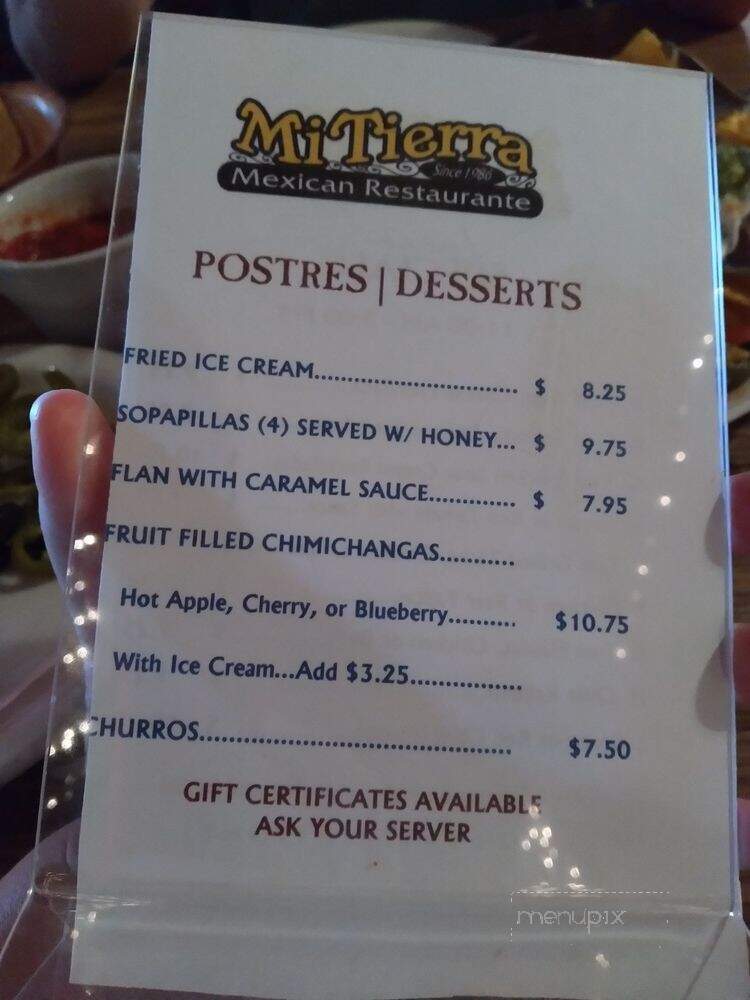 Mi Tierra
Since 1986
Mexican Restaurante
POSTRES | DESSERTS
FRIED ICE CREAM.............................. $ 8.25
SOPAPILLAS (4) SERVED W/ HONEY... $ 9.75
FLAN WITH CARAMEL SAUCE............. $ 7.95
FRUIT FILLED CHIMICHANGAS...........
Hot Apple, Cherry, or Blueberry.......... $10.75
With Ice Cream...Add $3.25................
CHURROS.............................................. $7.50
GIFT CERTIFICATES AVAILABLE
ASK YOUR SERVER
menupix